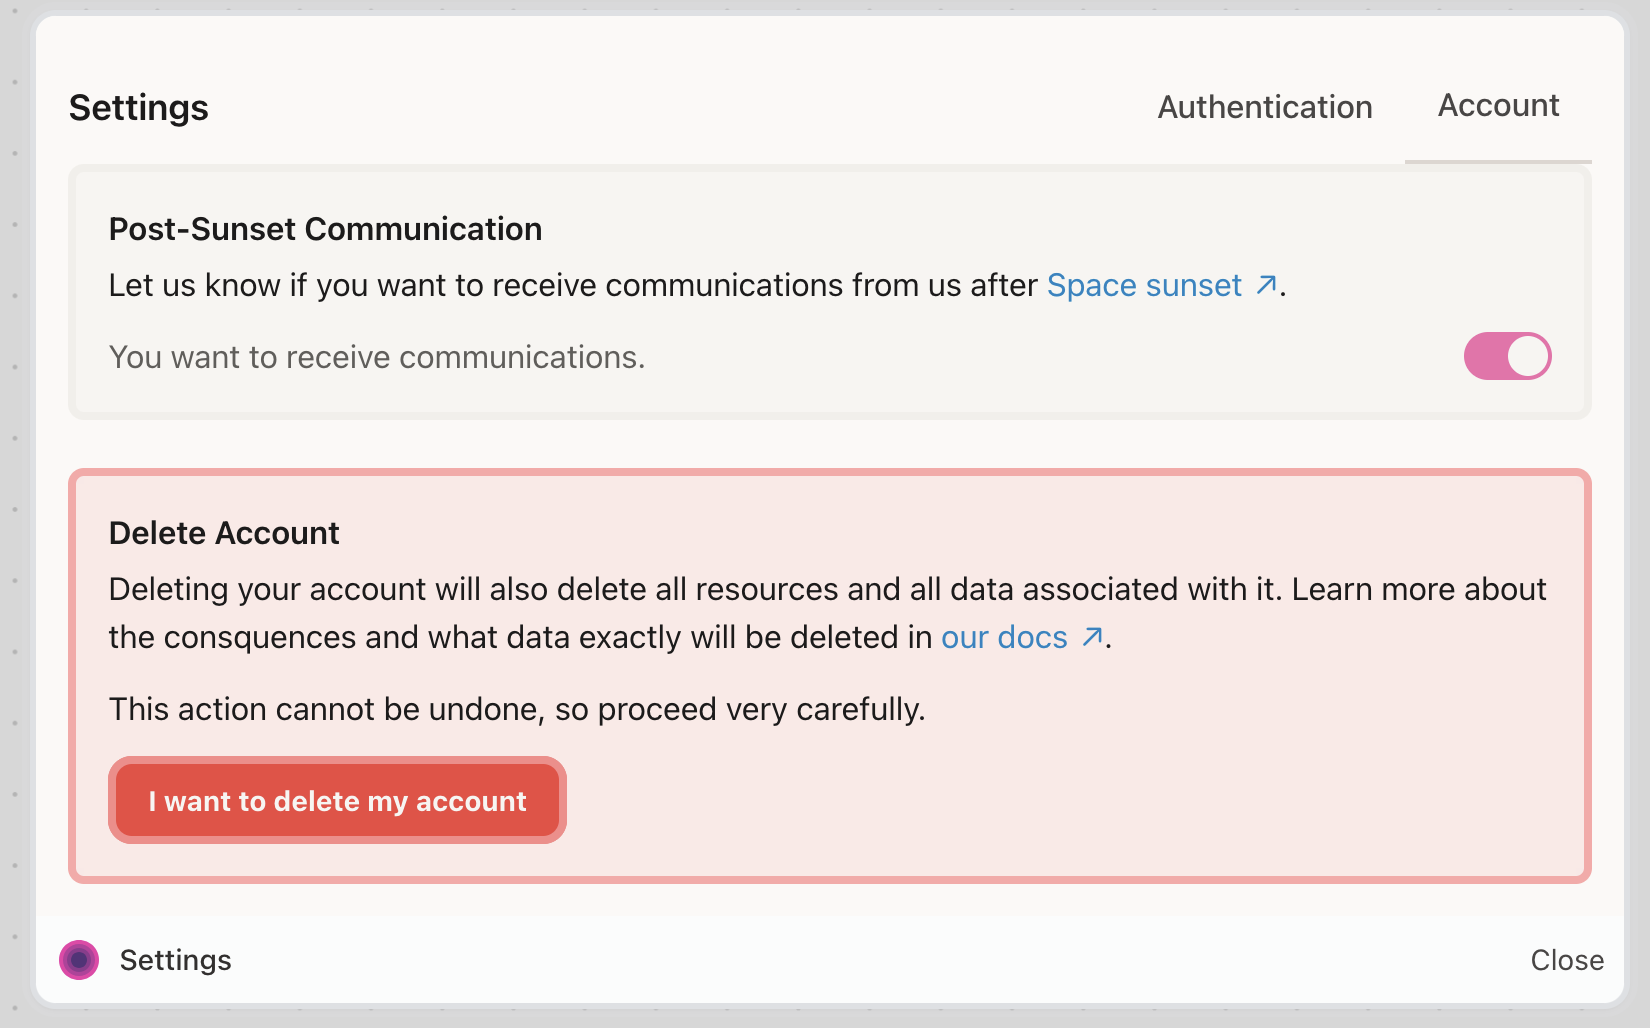 Settings
Authentication
Account
Post-Sunset Communication
Let us know if you want to receive communications from us after Space sunset ↗.
You want to receive communications.
Delete Account
Deleting your account will also delete all resources and all data associated with it. Learn more about
the consquences and what data exactly will be deleted in our docs ↗.
This action cannot be undone, so proceed very carefully.
I want to delete my account
Settings
Close